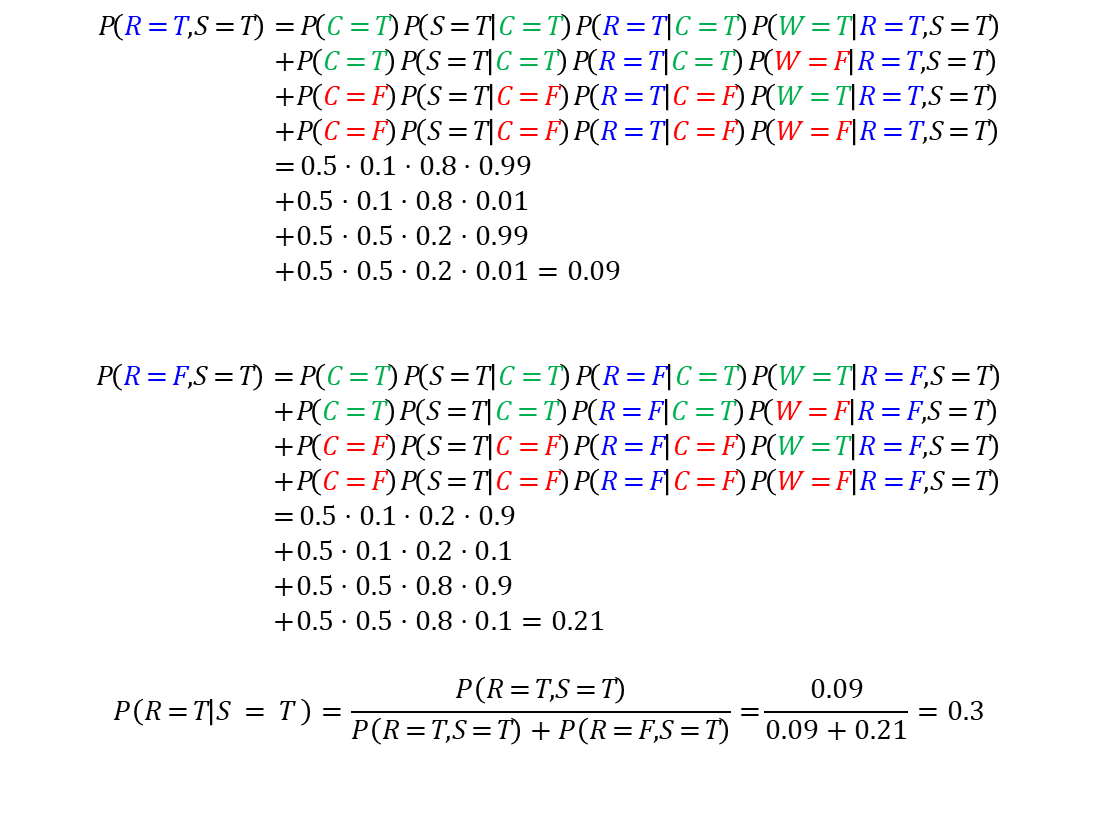 P(R = T,S = T) = P(C = T) P(S = T|C = T) P(R = T|C = T) P(W = T|R = T,S = T)
+P(C = T) P(S = T|C = T) P(R = T|C = T) P(W = F|R = T,S = T)
+P(C = F) P(S = T|C = F) P(R = T|C = F) P(W = T|R = T,S = T)
+P(C = F) P(S = T|C = F) P(R = T|C = F) P(W = F|R = T,S = T)
= 0.5 · 0.1 · 0.8 · 0.99
+0.5 · 0.1 · 0.8 · 0.01
+0.5 · 0.5 · 0.2 · 0.99
+0.5 · 0.5 · 0.2 · 0.01 = 0.09
P(R = F,S = T) = P(C = T) P(S = T|C = T) P(R = F|C = T) P(W = T|R = F,S = T)
+P(C = T) P(S = T|C = T) P(R = F|C = T) P(W = F|R = F,S = T)
+P(C = F) P(S = T|C = F) P(R = F|C = F) P(W = T|R = F,S = T)
+P(C = F) P(S = T|C = F) P(R = F|C = F) P(W = F|R = F,S = T)
= 0.5 · 0.1 · 0.2 · 0.9
+0.5 · 0.1 · 0.2 · 0.1
+0.5 · 0.5 · 0.8 · 0.9
+0.5 · 0.5 · 0.8 · 0.1 = 0.21
P(R = T,S = T) 0.09
P(R = T|S = T) = = = 0.3
P(R = T,S = T) + P(R = F,S = T) 0.09 + 0.21